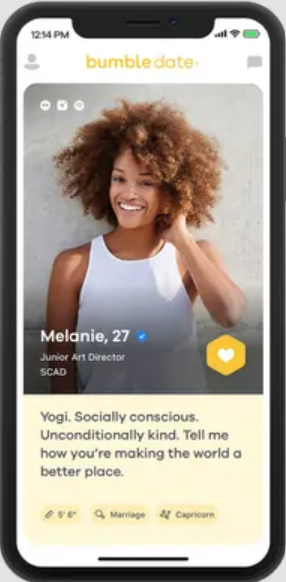 12:14 PM
bumble date
Melanie, 27
Junior Art Director
SCAD
Yogi. Socially conscious.
Unconditionally kind. Tell me
how you're making the world a
better place.
5' 6" Marriage Capricorn